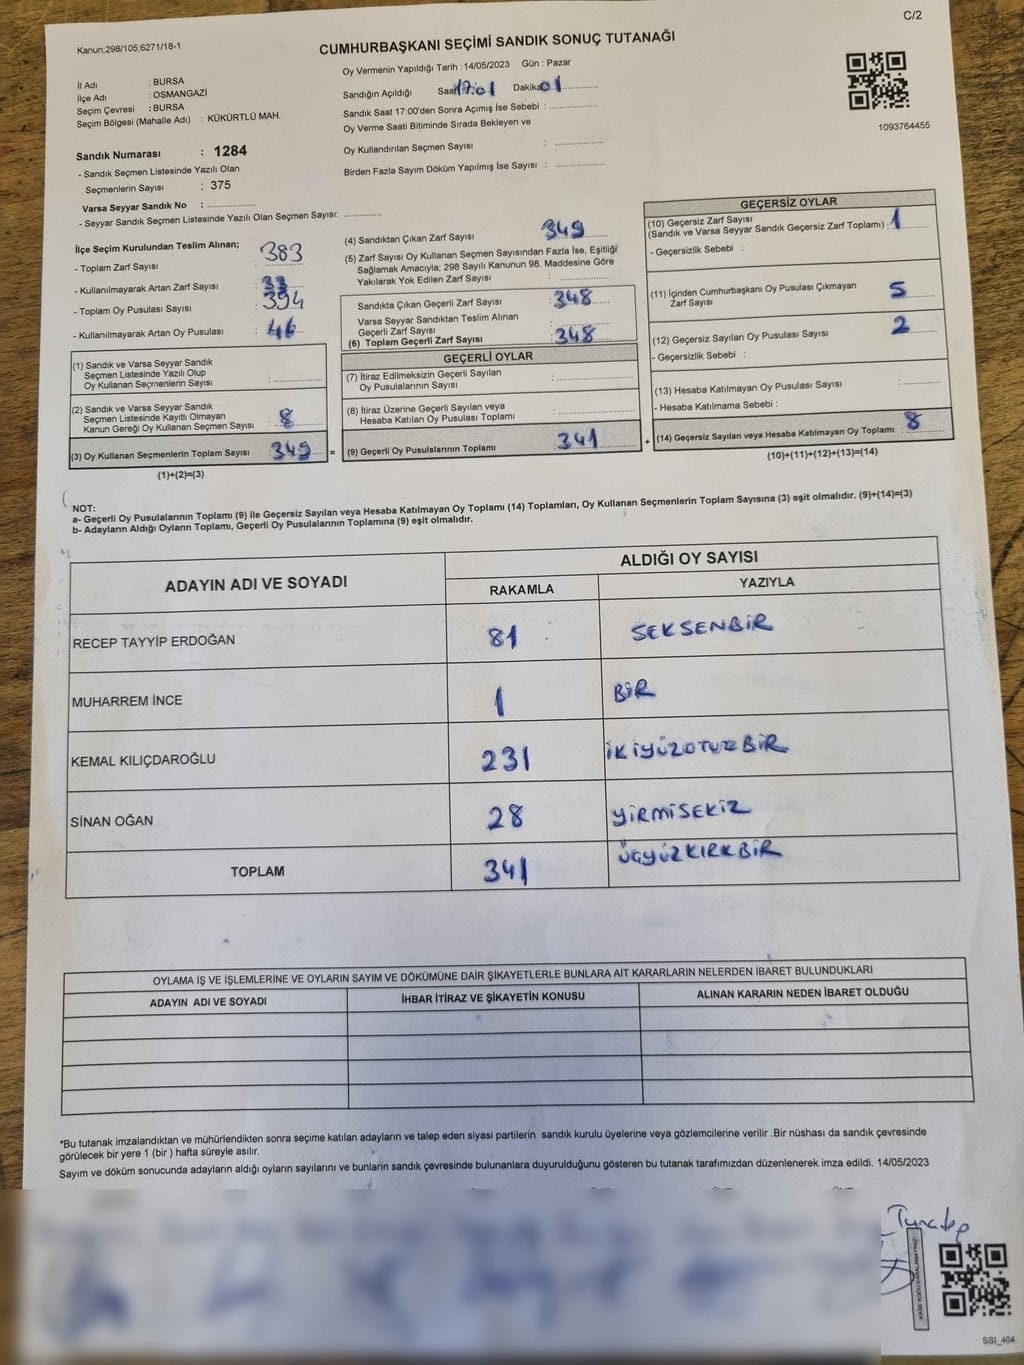 C/2
Kanun;298/105;6271/18-1
CUMHURBAŞKANI SEÇİMİ SANDIK SONUÇ TUTANAĞI
İl Adı : BURSA
İlçe Adı : OSMANGAZİ
Seçim Çevresi : BURSA
Seçim Bölgesi (Mahalle Adı) : KÜKÜRTLÜ MAH.
Oy Vermenin Yapıldığı Tarih :14/05/2023 Gün : Pazar
Sandığın Açıldığı Saat 17:01 Dakika 01
Sandık Saat 17:00'den Sonra Açımış İse Sebebi :
Oy Verme Saati Bitiminde Sırada Bekleyen ve
Oy Kullandırılan Seçmen Sayısı :
Birden Fazla Sayım Döküm Yapılmış İse Sayısı :
1093764455
Sandık Numarası : 1284
- Sandık Seçmen Listesinde Yazılı Olan
Seçmenlerin Sayısı : 375
Varsa Seyyar Sandık No :
- Seyyar Sandık Seçmen Listesinde Yazılı Olan Seçmen Sayısı:
İlçe Seçim Kurulundan Teslim Alınan;
- Toplam Zarf Sayısı : 383
- Kullanılmayarak Artan Zarf Sayısı : 33
- Toplam Oy Pusulası Sayısı : 394
- Kullanılmayarak Artan Oy Pusulası : 46
(1) Sandık ve Varsa Seyyar Sandık
Seçmen Listesinde Yazılı Olup
Oy Kullanan Seçmenlerin Sayısı :
(2) Sandık ve Varsa Seyyar Sandık
Seçmen Listesinde Kayıtlı Olmayan
Kanun Gereği Oy Kullanan Seçmen Sayısı : 8
(3) Oy Kullanan Seçmenlerin Toplam Sayısı : 349 =
(1)+(2)=(3)
(4) Sandıktan Çıkan Zarf Sayısı 349
(5) Zarf Sayısı Oy Kullanan Seçmen Sayısından Fazla İse, Eşitliği
Sağlamak Amacıyla; 298 Sayılı Kanunun 98. Maddesine Göre
Yakılarak Yok Edilen Zarf Sayısı :
Sandıkta Çıkan Geçerli Zarf Sayısı : 348
Varsa Seyyar Sandıktan Teslim Alınan
Geçerli Zarf Sayısı :
(6) Toplam Geçerli Zarf Sayısı : 348
GEÇERLİ OYLAR
(7) İtiraz Edilmeksizin Geçerli Sayılan
Oy Pusulalarının Sayısı :
(8) İtiraz Üzerine Geçerli Sayılan veya
Hesaba Katılan Oy Pusulası Toplamı :
(9) Geçerli Oy Pusulalarının Toplamı : 341 +
GEÇERSİZ OYLAR
(10) Geçersiz Zarf Sayısı
(Sandık ve Varsa Seyyar Sandık Geçersiz Zarf Toplamı) : 1
- Geçersizlik Sebebi :
(11) İçinden Cumhurbaşkanı Oy Pusulası Çıkmayan
Zarf Sayısı 5
(12) Geçersiz Sayılan Oy Pusulası Sayısı 2
- Geçersizlik Sebebi :
(13) Hesaba Katılmayan Oy Pusulası Sayısı :
- Hesaba Katılmama Sebebi :
(14) Geçersiz Sayılan veya Hesaba Katılmayan Oy Toplamı : 8
(10)+(11)+(12)+(13)=(14)
NOT:
a- Geçerli Oy Pusulalarının Toplamı (9) ile Geçersiz Sayılan veya Hesaba Katılmayan Oy Toplamı (14) Toplamları, Oy Kullanan Seçmenlerin Toplam Sayısına (3) eşit olmalıdır. (9)+(14)=(3)
b- Adayların Aldığı Oyların Toplamı, Geçerli Oy Pusulalarının Toplamına (9) eşit olmalıdır.
ADAYIN ADI VE SOYADI
ALDIĞI OY SAYISI
RAKAMLA YAZIYLA
RECEP TAYYİP ERDOĞAN 81 SEKSENBİR
MUHARREM İNCE 1 BİR
KEMAL KILIÇDAROĞLU 231 İKİYÜZOTUZBİR
SİNAN OĞAN 28 YİRMİSEKİZ
TOPLAM 341 ÜÇYÜZKIRKBİR
OYLAMA İŞ VE İŞLEMLERİNE VE OYLARIN SAYIM VE DÖKÜMÜNE DAİR ŞİKAYETLERLE BUNLARA AİT KARARLARIN NELERDEN İBARET BULUNDUKLARI
ADAYIN ADI VE SOYADI İHBAR İTİRAZ VE ŞİKAYETİN KONUSU ALINAN KARARIN NEDEN İBARET OLDUĞU
*Bu tutanak imzalandıktan ve mühürlendikten sonra seçime katılan adayların ve talep eden siyasi partilerin sandık kurulu üyelerine veya gözlemcilerine verilir .Bir nüshası da sandık çevresinde
görülecek bir yere 1 (bir ) hafta süreyle asılır.
Sayım ve döküm sonucunda adayların aldığı oyların sayılarını ve bunların sandık çevresinde bulunanlara duyurulduğunu gösteren bu tutanak tarafımızdan düzenlenerek imza edildi. 14/05/2023
KARE KODU KARALAMAYINIZ!
SSI_404